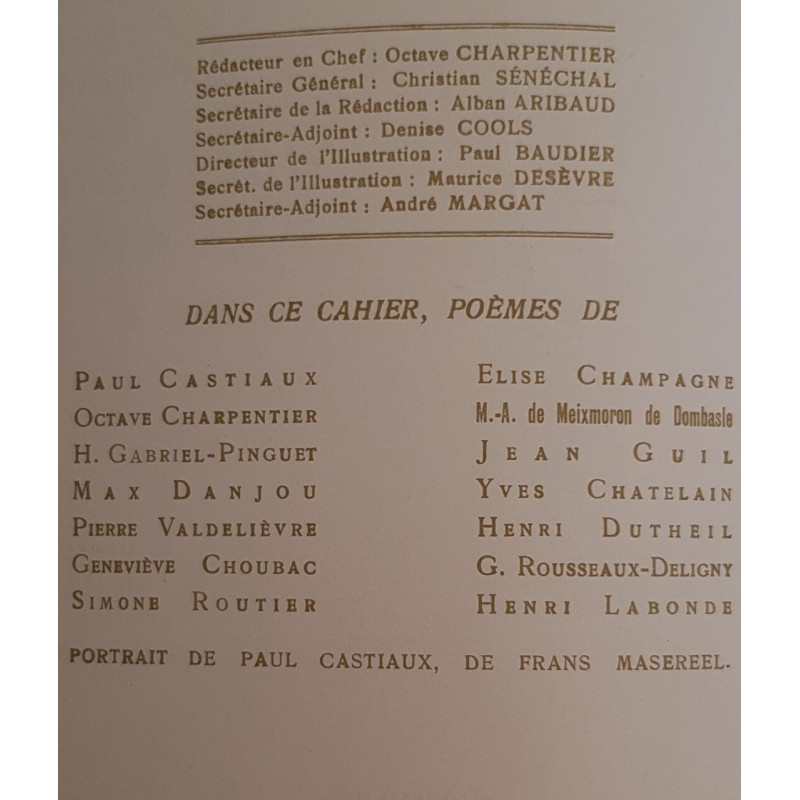 Rédacteur en Chef : Octave CHARPENTIER
Secrétaire Général : Christian SÉNÉCHAL
Secrétaire de la Rédaction : Alban ARIBAUD
Secrétaire-Adjoint : Denise COOLS
Directeur de l'Illustration : Paul BAUDIER
Secrét. de l'Illustration : Maurice DESÈVRE
Secrétaire-Adjoint : André MARGAT
DANS CE CAHIER, POÈMES DE
PAUL CASTIAUX
OCTAVE CHARPENTIER
H. GABRIEL-PINGUET
MAX DANJOU
PIERRE VALDELIÈVRE
GENEVIÈVE CHOUBAC
SIMONE ROUTIER
ELISE CHAMPAGNE
M.-A. de Meixmoron de Dombasle
JEAN GUIL
YVES CHATELAIN
HENRI DUTHEIL
G. ROUSSEAUX-DELIGNY
HENRI LABONDE
PORTRAIT DE PAUL CASTIAUX, DE FRANS MASEREEL.